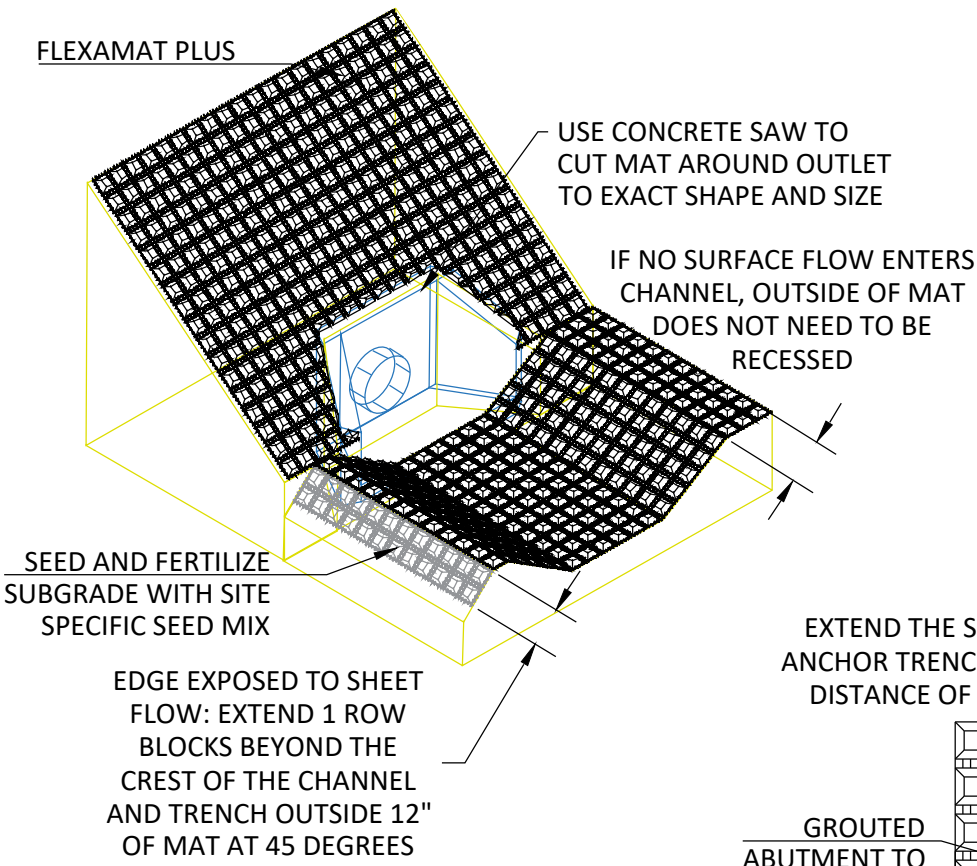 FLEXAMAT PLUS
USE CONCRETE SAW TO
CUT MAT AROUND OUTLET
TO EXACT SHAPE AND SIZE
IF NO SURFACE FLOW ENTERS
CHANNEL, OUTSIDE OF MAT
DOES NOT NEED TO BE
RECESSED
SEED AND FERTILIZE
SUBGRADE WITH SITE
SPECIFIC SEED MIX
EDGE EXPOSED TO SHEET
FLOW: EXTEND 1 ROW
BLOCKS BEYOND THE
CREST OF THE CHANNEL
AND TRENCH OUTSIDE 12"
OF MAT AT 45 DEGREES
EXTEND THE
ANCHOR
DISTANCE OF
GROUTED
ABUTMENT TO